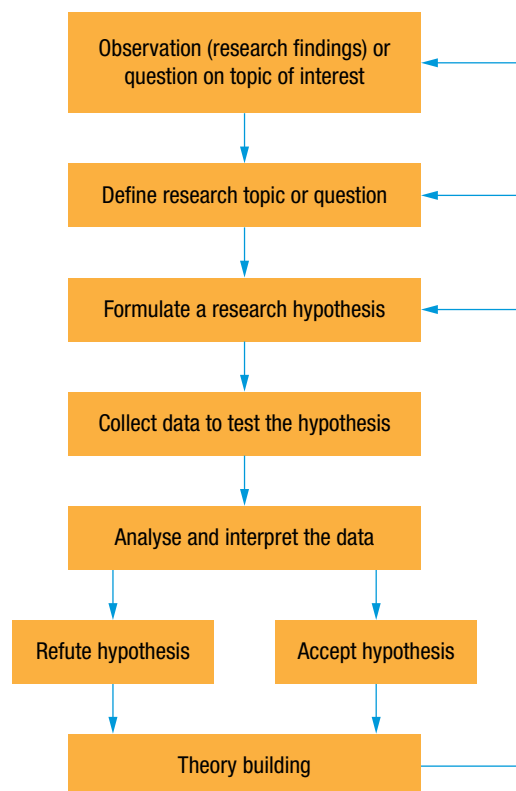 Observation (research findings) or
question on topic of interest
Define research topic or question
Formulate a research hypothesis
Collect data to test the hypothesis
Analyse and interpret the data
Refute hypothesis
Accept hypothesis
Theory building